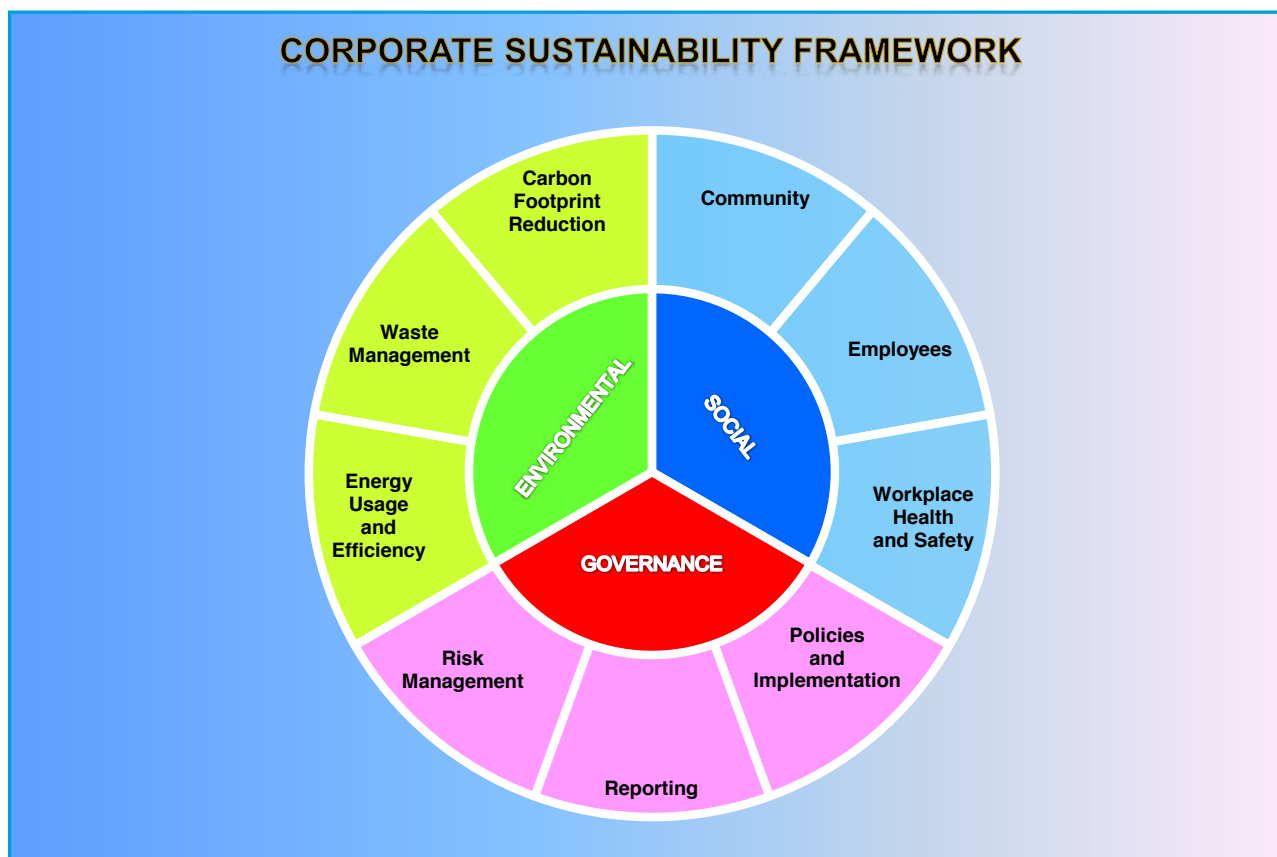 CORPORATE SUSTAINABILITY FRAMEWORK
Carbon
Footprint
Reduction
Community
Waste
Management
Employees
ENVIRONMENTAL
SOCIAL
Energy
Usage
and
Efficiency
Workplace
Health
and Safety
GOVERNANCE
Risk
Management
Policies
and
Implementation
Reporting